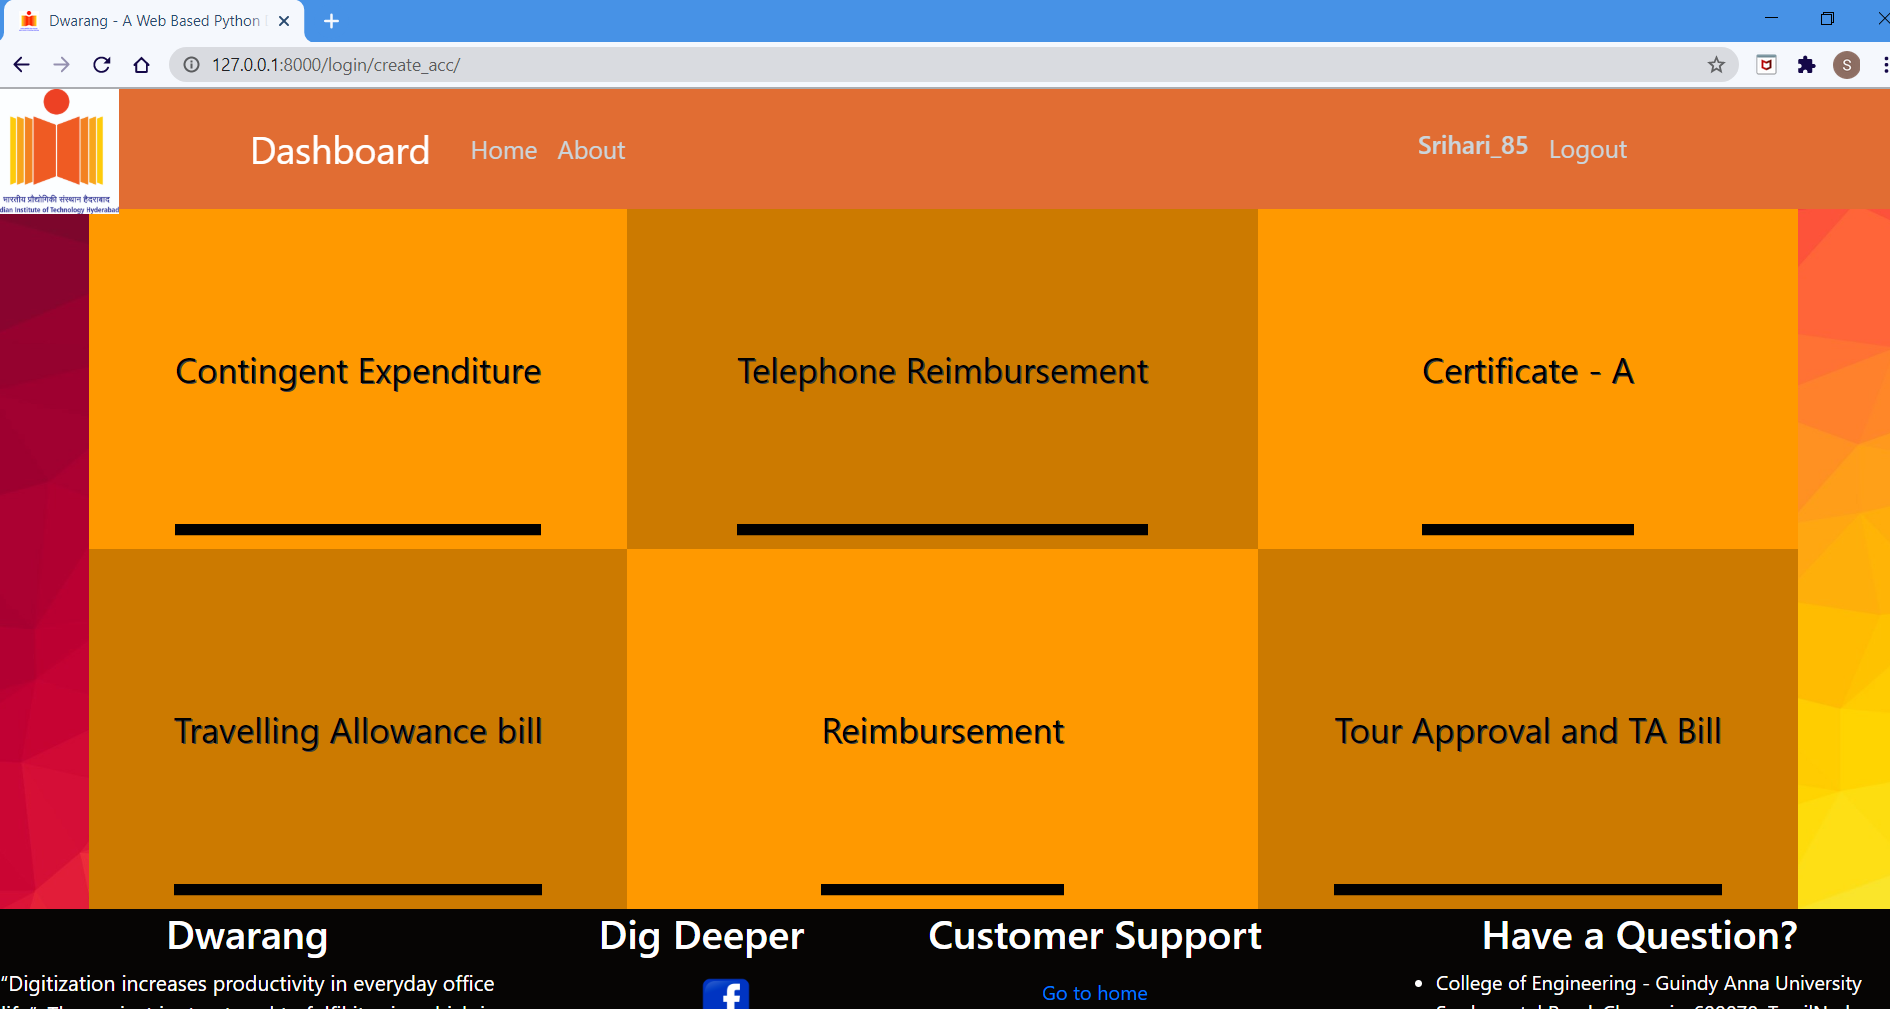 Dwarang - A Web Based Python
127.0.0.1:8000/login/create_acc/
S
भारतीय प्रौद्योगिकी संस्थान हैदराबाद
dian Institute of Technology Hyderabad
Dashboard Home About Srihari_85 Logout
Contingent Expenditure Telephone Reimbursement Certificate - A
Travelling Allowance bill Reimbursement Tour Approval and TA Bill
Dwarang Dig Deeper Customer Support Have a Question?
“Digitization increases productivity in everyday office
f
Go to home
• College of Engineering - Guindy Anna University